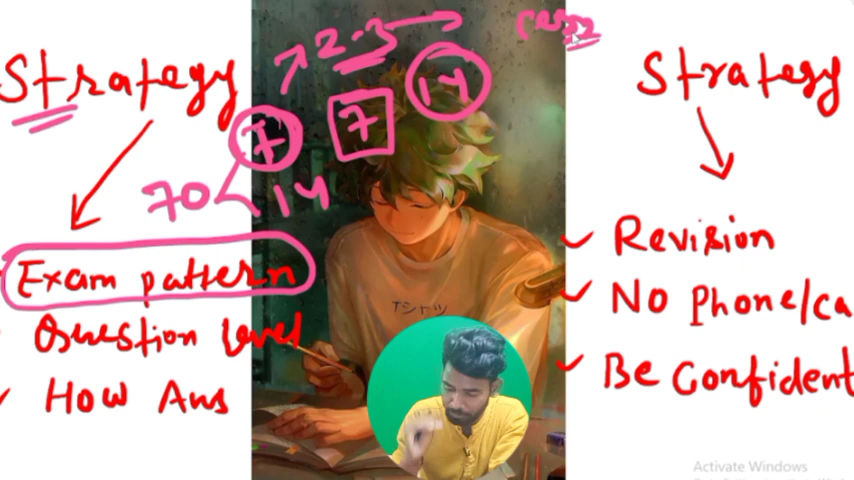 2-3
14
Strategy
7
7
70
14
Exam pattern
Question level
How Ans
Tシャツ
Strategy
Revision
No Phone/ca
Be Confident
Activate Windows